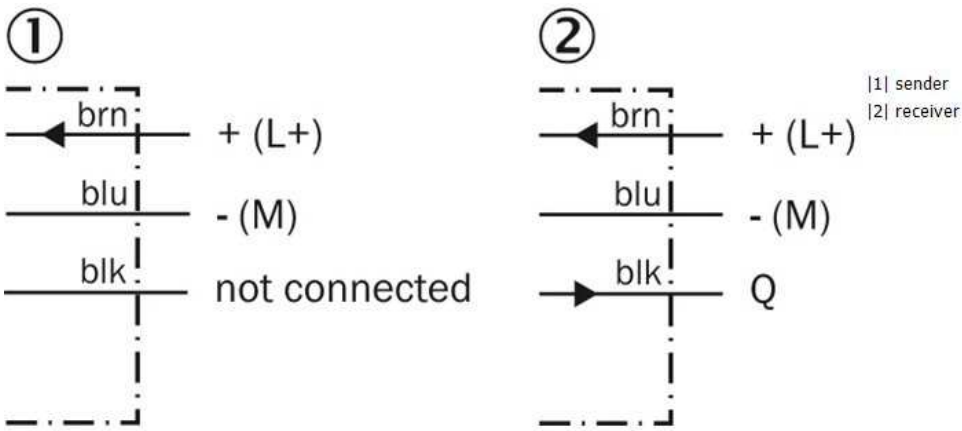 ① ②
|1| sender
|2| receiver
brn + (L+)
blu - (M)
blk not connected
brn + (L+)
blu - (M)
blk Q